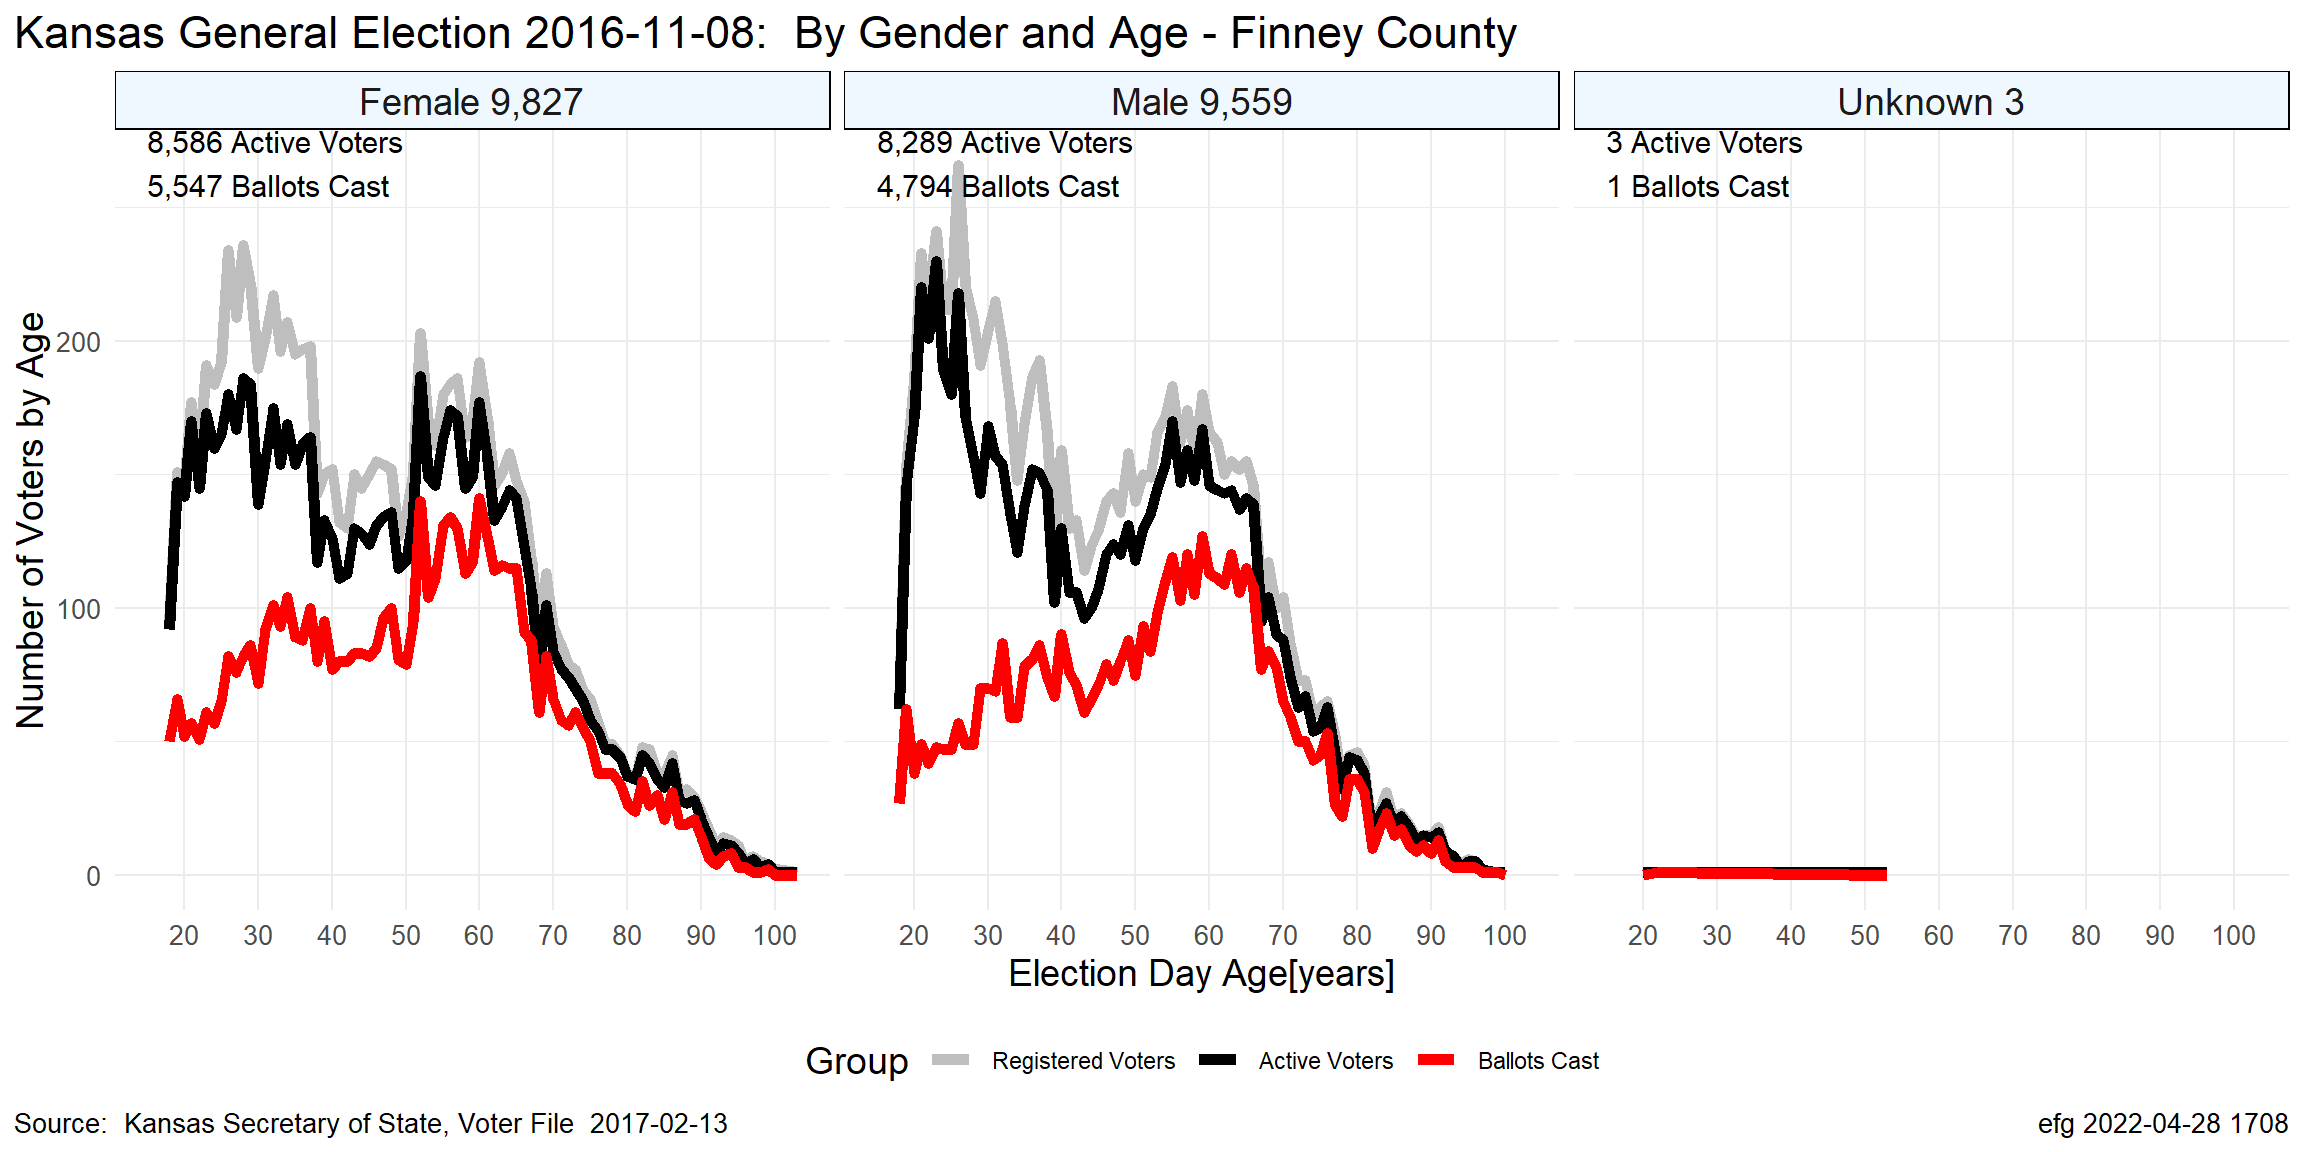 Kansas General Election 2016-11-08:  By Gender and Age - Finney County
Female 9,827
Male 9,559
Unknown 3
8,586 Active Voters
5,547 Ballots Cast
8,289 Active Voters
4,794 Ballots Cast
3 Active Voters
1 Ballots Cast
Number of Voters by Age
200
100
0
20 30 40 50 60 70 80 90 100
20 30 40 50 60 70 80 90 100
20 30 40 50 60 70 80 90 100
Election Day Age[years]
Group Registered Voters Active Voters Ballots Cast
Source:  Kansas Secretary of State, Voter File  2017-02-13
efg 2022-04-28 1708